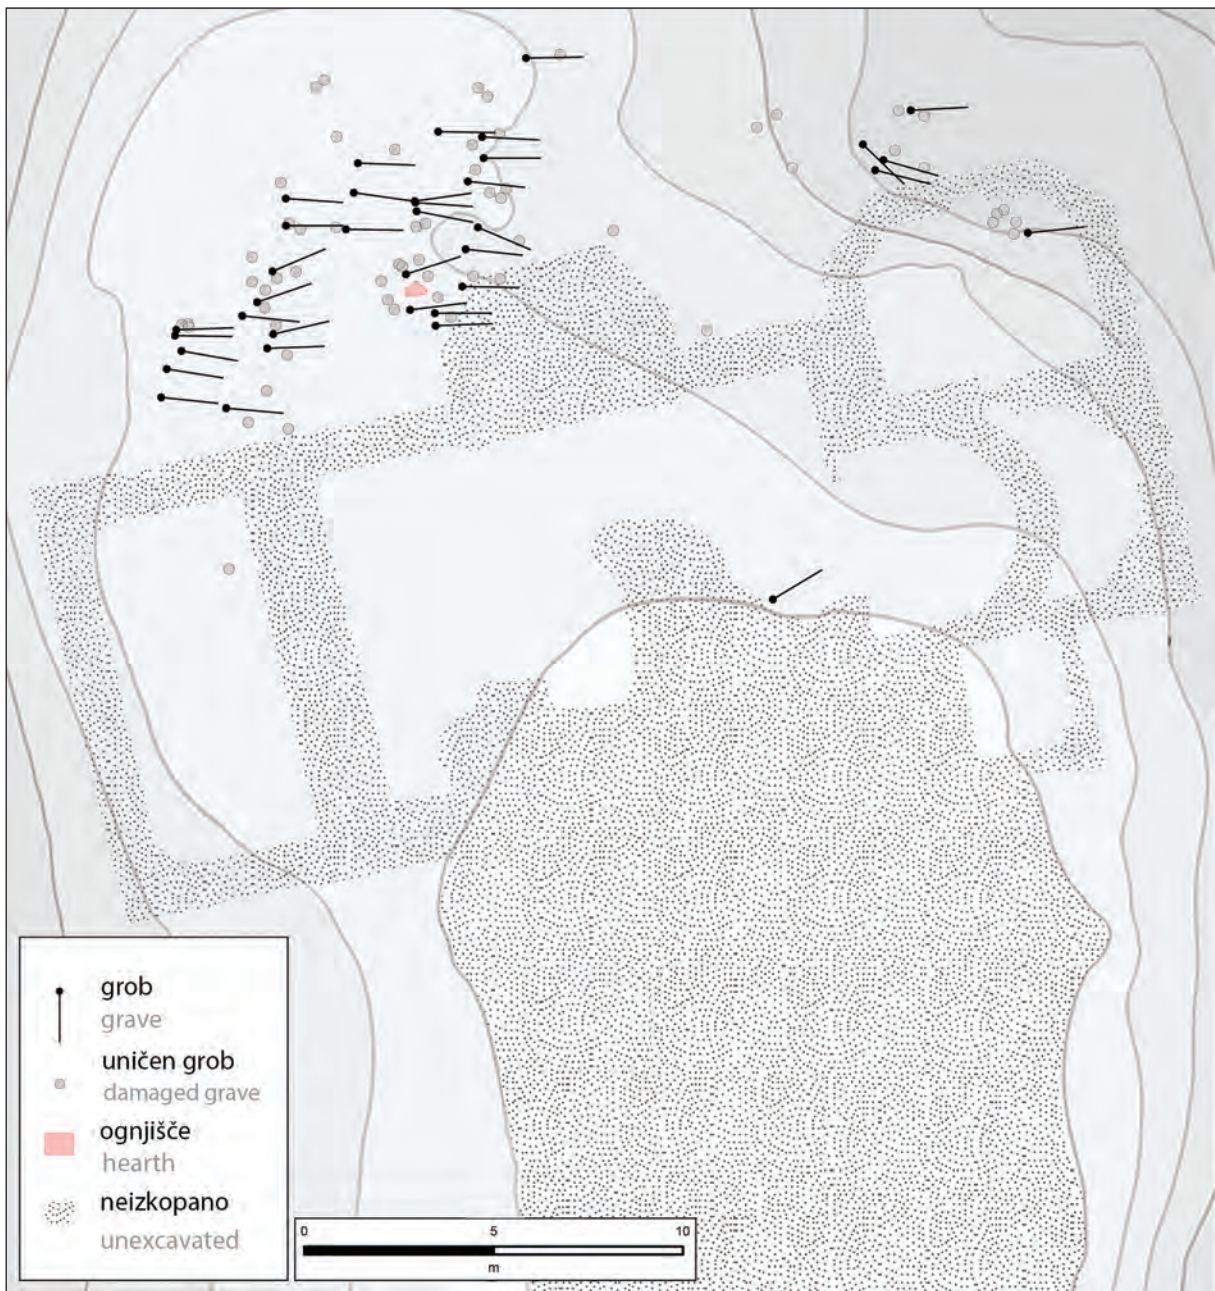 grob
grave
uničen grob
damaged grave
ognjišče
hearth
neizkopano
unexcavated
0 5 10
m